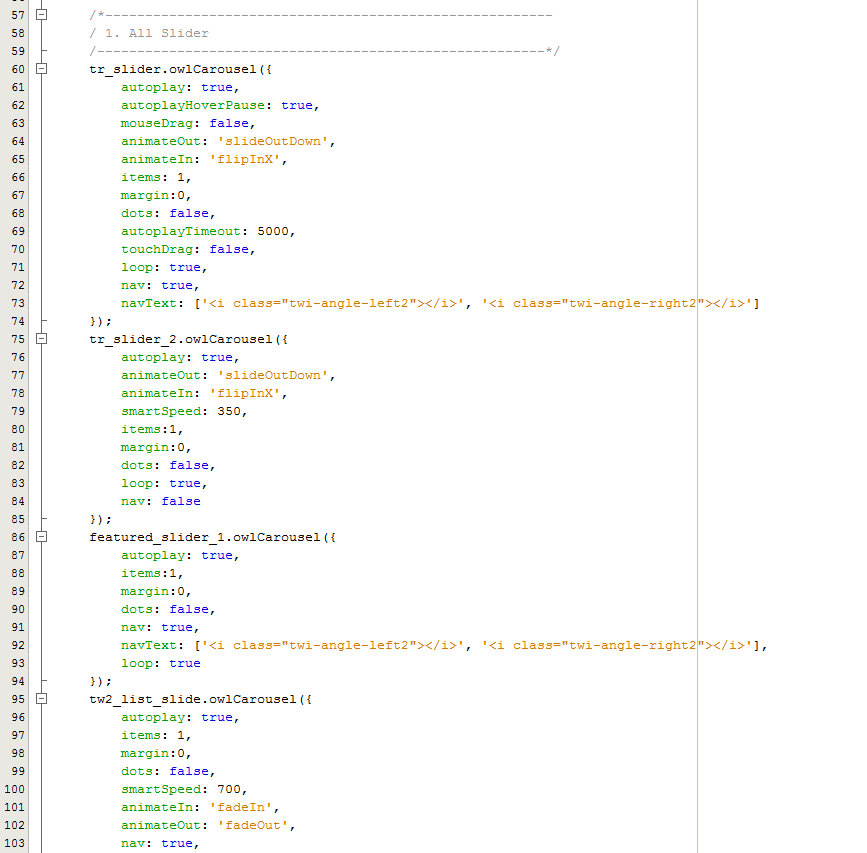 57 /*--------------------------------------------------------
58 / 1. All Slider
59 /--------------------------------------------------------*/
60 tr_slider.owlCarousel({
61 autoplay: true,
62 autoplayHoverPause: true,
63 mouseDrag: false,
64 animateOut: 'slideOutDown',
65 animateIn: 'flipInX',
66 items: 1,
67 margin:0,
68 dots: false,
69 autoplayTimeout: 5000,
70 touchDrag: false,
71 loop: true,
72 nav: true,
73 navText: ['<i class="twi-angle-left2"></i>', '<i class="twi-angle-right2"></i>']
74 });
75 tr_slider_2.owlCarousel({
76 autoplay: true,
77 animateOut: 'slideOutDown',
78 animateIn: 'flipInX',
79 smartSpeed: 350,
80 items:1,
81 margin:0,
82 dots: false,
83 loop: true,
84 nav: false
85 });
86 featured_slider_1.owlCarousel({
87 autoplay: true,
88 items:1,
89 margin:0,
90 dots: false,
91 nav: true,
92 navText: ['<i class="twi-angle-left2"></i>', '<i class="twi-angle-right2"></i>'],
93 loop: true
94 });
95 tw2_list_slide.owlCarousel({
96 autoplay: true,
97 items: 1,
98 margin:0,
99 dots: false,
100 smartSpeed: 700,
101 animateIn: 'fadeIn',
102 animateOut: 'fadeOut',
103 nav: true,